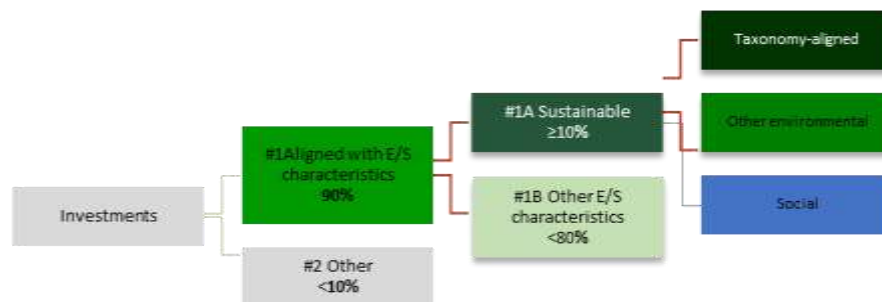 Taxonomy-aligned
#1A Sustainable
≥10%
Other environmental
#1Aligned with E/S
characteristics
90%
Investments
#1B Other E/S
characteristics
<80%
Social
#2 Other
<10%